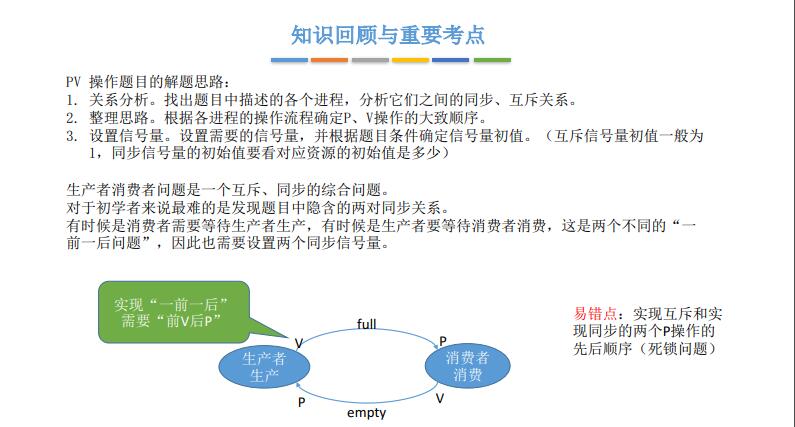 知识回顾与重要考点
PV 操作题目的解题思路：
1. 关系分析。找出题目中描述的各个进程，分析它们之间的同步、互斥关系。
2. 整理思路。根据各进程的操作流程确定P、V操作的大致顺序。
3. 设置信号量。设置需要的信号量，并根据题目条件确定信号量初值。（互斥信号量初值一般为
1，同步信号量的初始值要看对应资源的初始值是多少）
生产者消费者问题是一个互斥、同步的综合问题。
对于初学者来说最难的是发现题目中隐含的两对同步关系。
有时候是消费者需要等待生产者生产，有时候是生产者要等待消费者消费，这是两个不同的“一
前一后问题”，因此也需要设置两个同步信号量。
实现“一前一后”
需要“前V后P”
full
V
P
生产者
生产
消费者
消费
P
V
empty
易错点：实现互斥和实
现同步的两个P操作的
先后顺序（死锁问题）